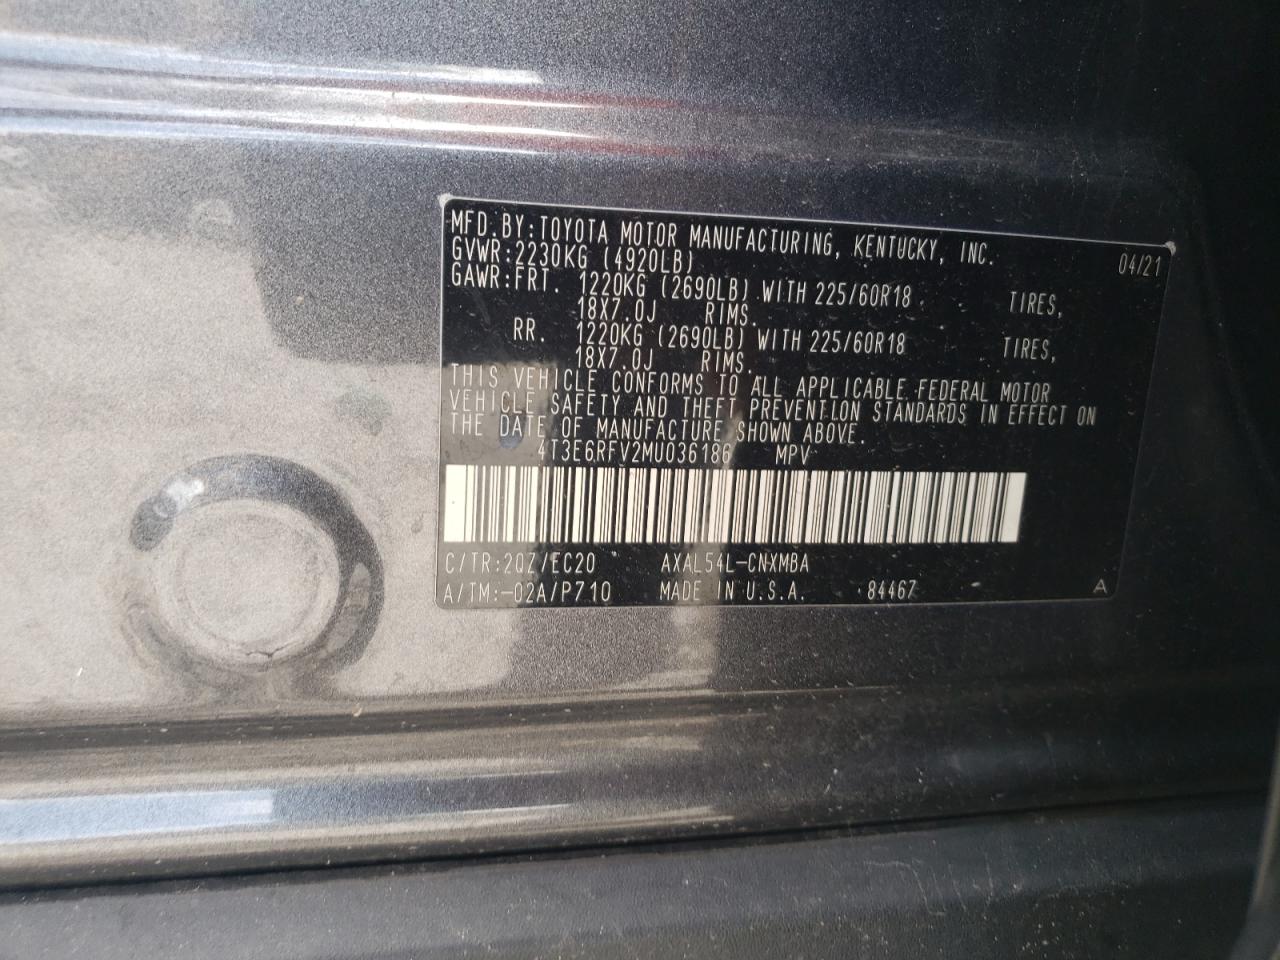 MFD. BY: TOYOTA MOTOR MANUFACTURING, KENTUCKY, INC. 04/21
GVWR: 2230KG (4920LB)
GAWR: FRT. 1220KG (2690LB) WITH 225/60R18 TIRES,
18X7.0J RIMS.
RR. 1220KG (2690LB) WITH 225/60R18 TIRES,
18X7.0J RIMS.
THIS VEHICLE CONFORMS TO ALL APPLICABLE FEDERAL MOTOR
VEHICLE SAFETY AND THEFT PREVENTION STANDARDS IN EFFECT ON
THE DATE OF MANUFACTURE SHOWN ABOVE.
4T3E6RFV2MU036186 MPV
C/TR: 2QZ/EC20 AXAL54L-CNXMBA
A/TM: -02A/P710 MADE IN U.S.A. 84467 A